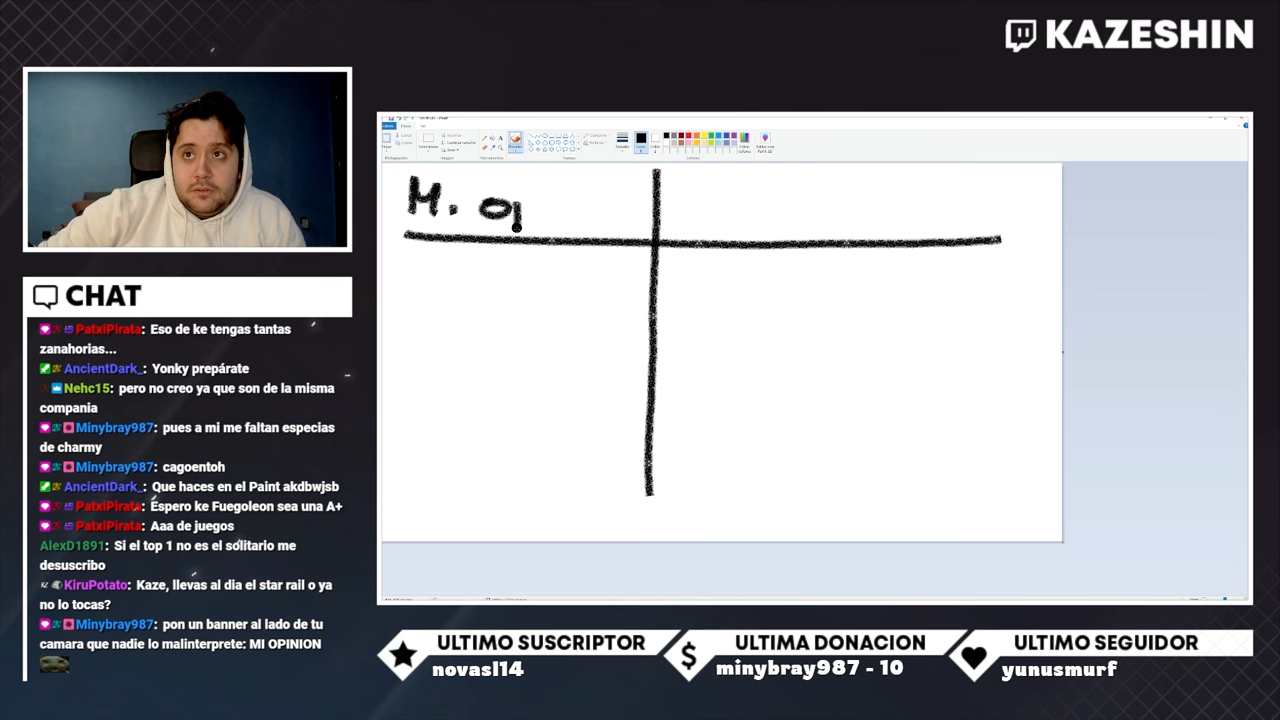 KAZESHIN
M. o
CHAT
PatxiPirata: Eso de ke tengas tantas
zanahorias...
AncientDark_: Yonky prepárate
Nehc15: pero no creo ya que son de la misma
compania
Minybray987: pues a mi me faltan especias
de charmy
Minybray987: cagoentoh
AncientDark_: Que haces en el Paint akdbwjsb
PatxiPirata: Espero ke Fuegoleon sea una A+
PatxiPirata: Aaa de juegos
AlexD1891: Si el top 1 no es el solitario me
desuscribo
KiruPotato: Kaze, llevas al dia el star rail o ya
no lo tocas?
Minybray987: pon un banner al lado de tu
camara que nadie lo malinterprete: MI OPINION
ULTIMO SUSCRIPTOR
novasl14
ULTIMA DONACION
minybray987 - 10
ULTIMO SEGUIDOR
yunusmurf